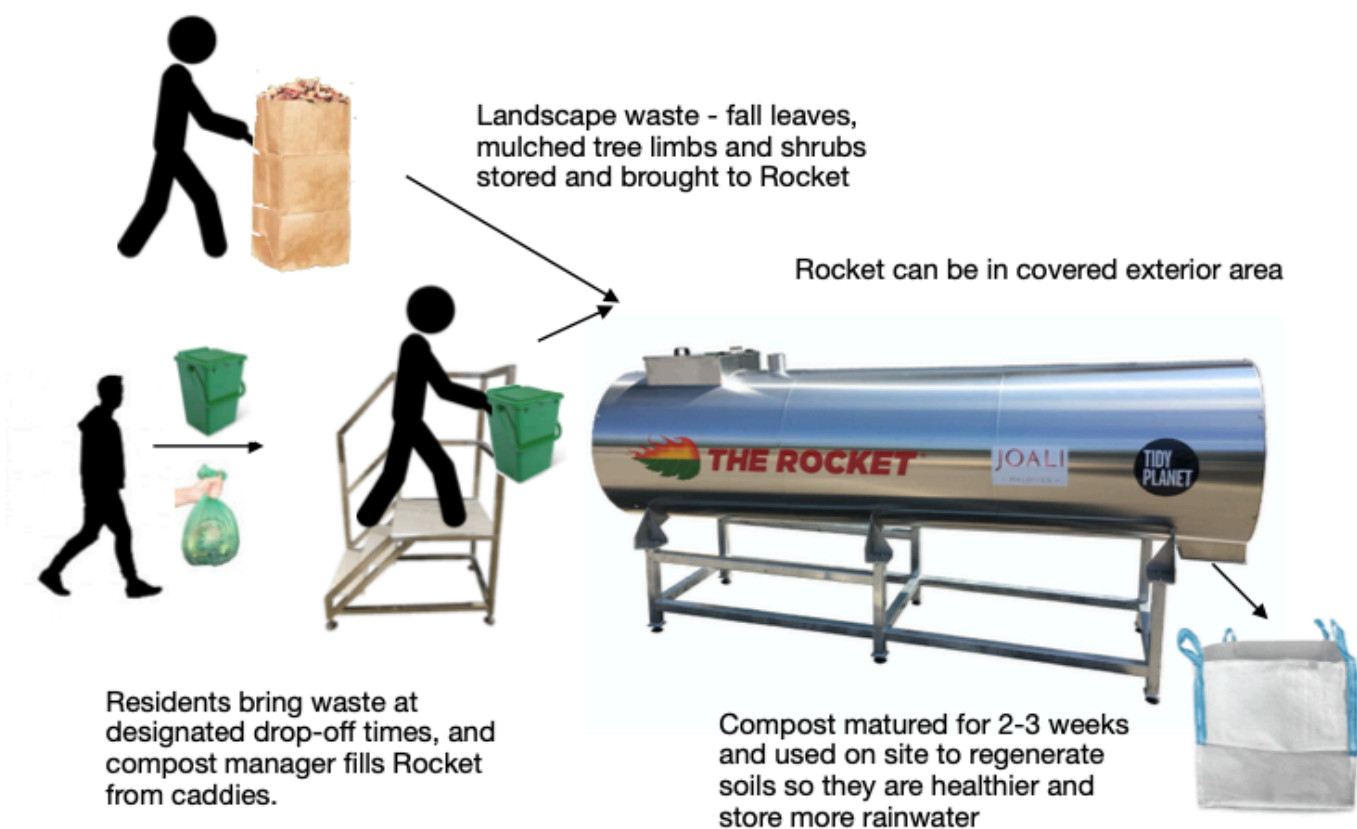 Landscape waste - fall leaves,
mulched tree limbs and shrubs
stored and brought to Rocket
Rocket can be in covered exterior area
THE ROCKET
JOALI
- MALDIVES -
TIDY
PLANET
Residents bring waste at
designated drop-off times, and
compost manager fills Rocket
from caddies.
Compost matured for 2-3 weeks
and used on site to regenerate
soils so they are healthier and
store more rainwater